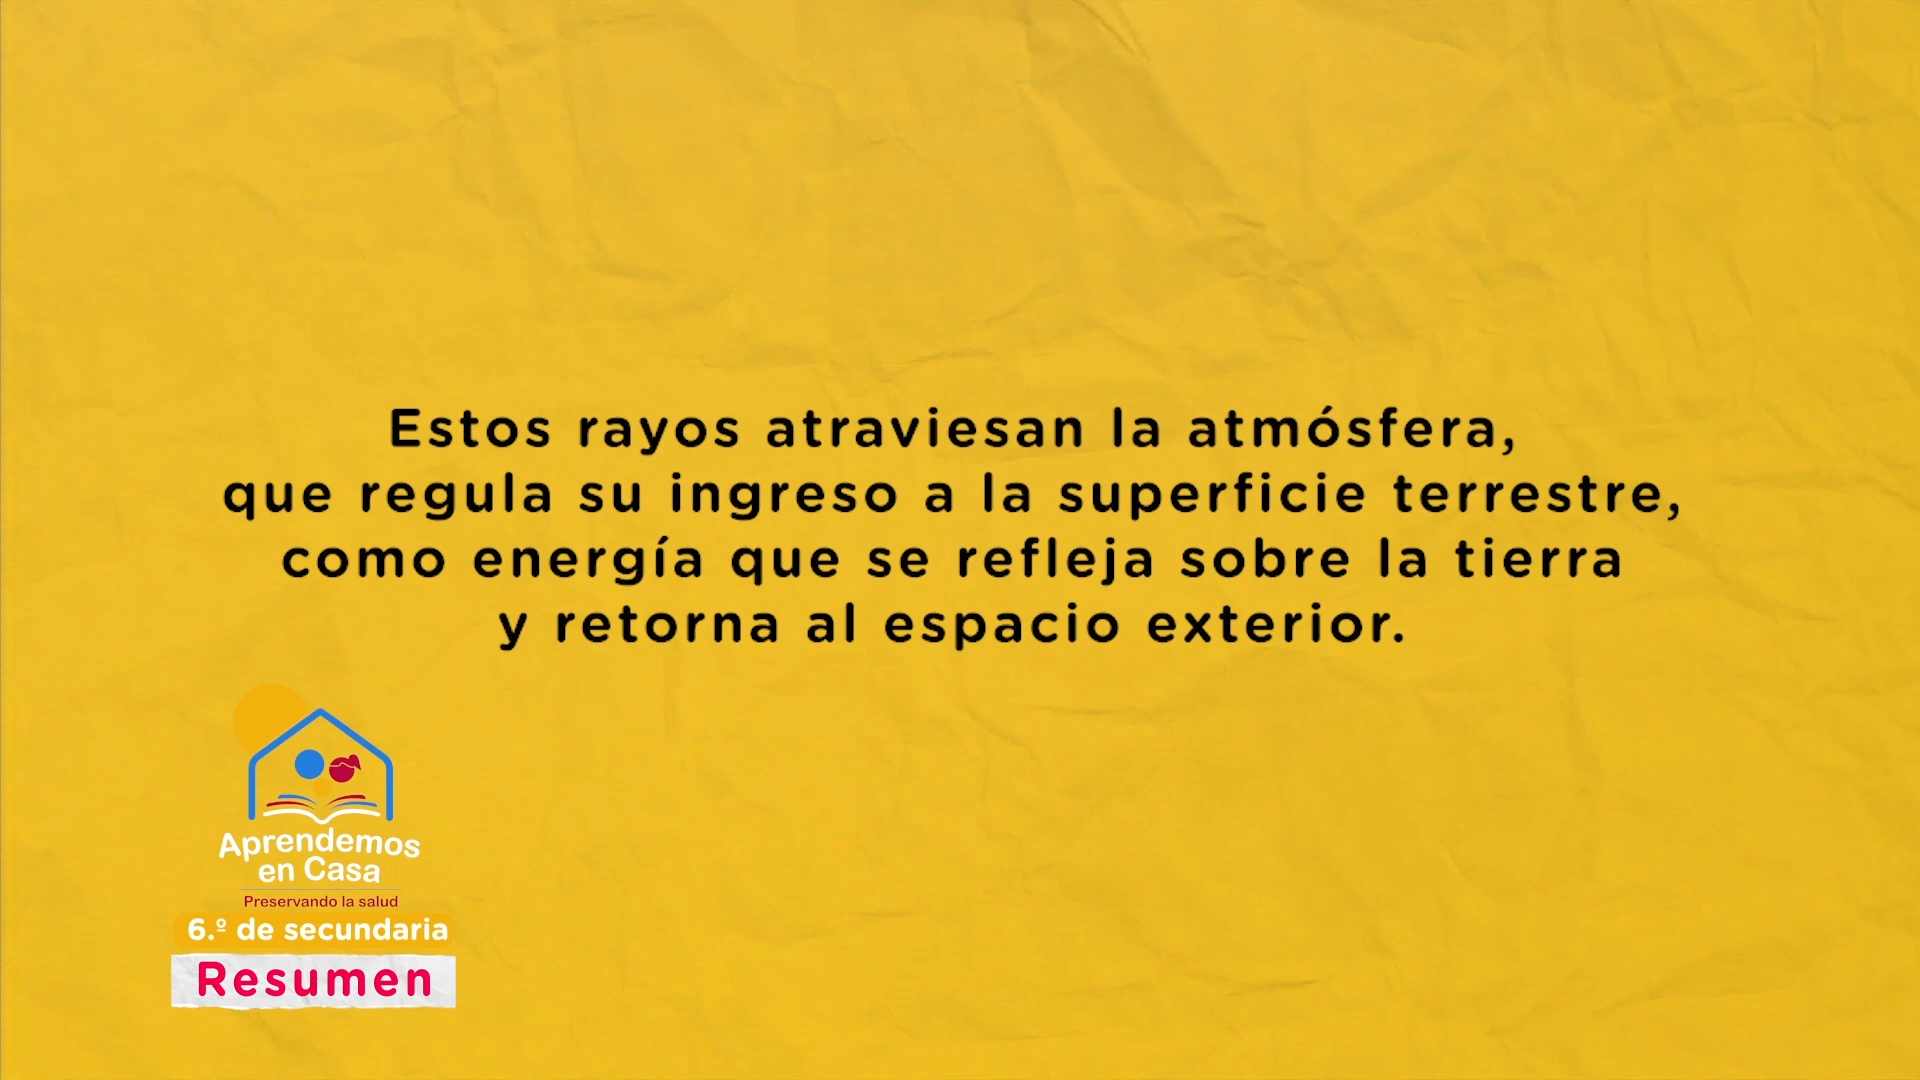 Estos rayos atraviesan la atmósfera,
que regula su ingreso a la superficie terrestre,
como energía que se refleja sobre la tierra
y retorna al espacio exterior.
Aprendemos
en Casa
Preservando la salud
6.º de secundaria
Resumen